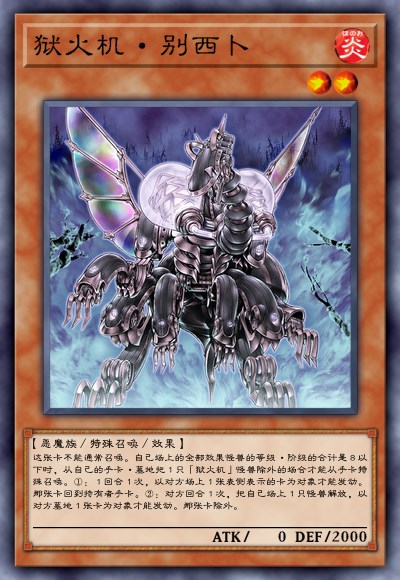 狱火机·别西卜
ほのお
炎
【恶魔族／特殊召唤／效果】
这张卡不能通常召唤。自己场上的全部效果怪兽的等级·阶级的合计是8以
下时，从自己的手卡·墓地把1只「狱火机」怪兽除外的场合才能从手卡特
殊召唤。①：1回合1次，以对方场上1张表侧表示的卡为对象才能发动。
那张卡回到持有者手卡。②：对方回合1次，把自己场上1只怪兽解放，以
对方墓地1张卡为对象才能发动。那张卡除外。
ATK/ 0 DEF/2000